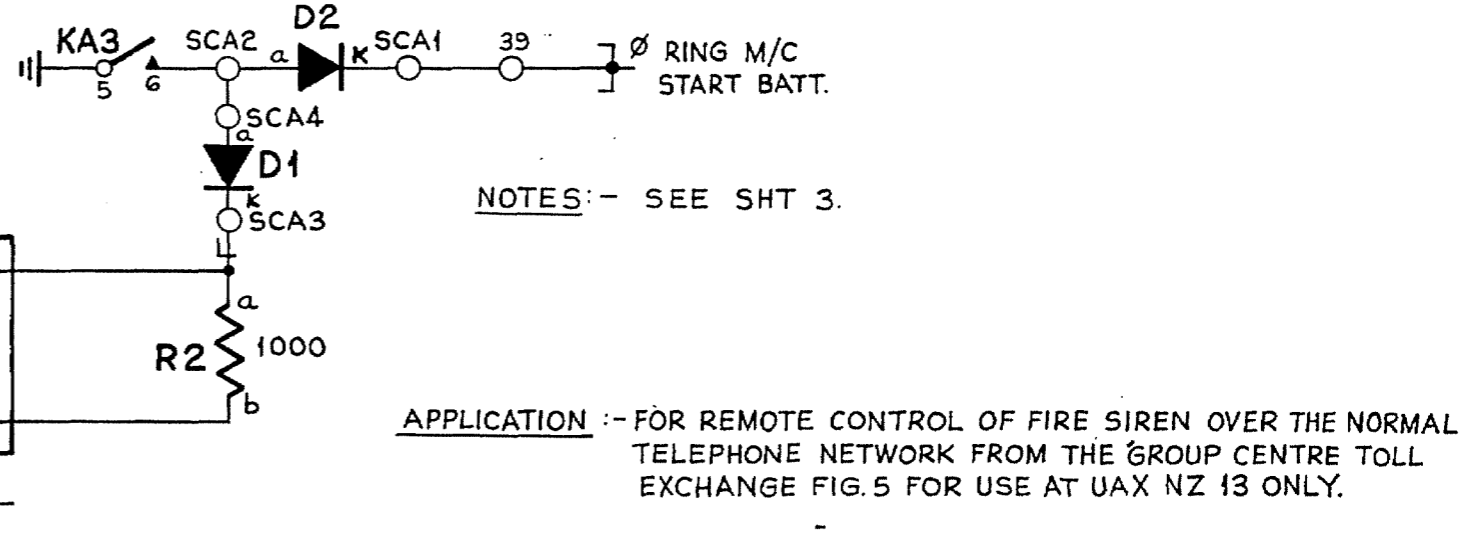 D2
KA3 SCA2 a K SCA1 39 Ø RING M/C
5 6 START BATT.
SCA4
a
D1
K
NOTES:- SEE SHT 3.
SCA3
a
R2 1000
b
APPLICATION :- FOR REMOTE CONTROL OF FIRE SIREN OVER THE NORMAL
TELEPHONE NETWORK FROM THE GROUP CENTRE TOLL
EXCHANGE FIG. 5 FOR USE AT UAX NZ 13 ONLY.